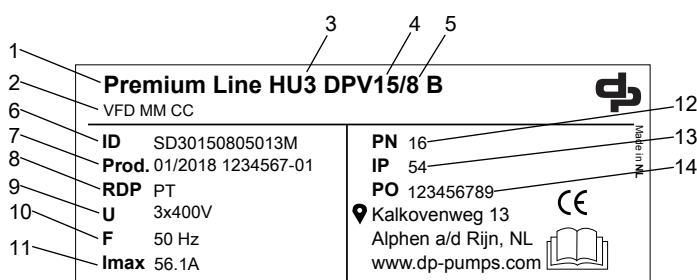 3 4 5
1 Premium Line HU3 DPV15/8 B dp
2 VFD MM CC
6 ID SD30150805013M
7 Prod. 01/2018 1234567-01
8 RDP PT
9 U 3x400V
10 F 50 Hz
11 Imax 56.1A
PN 16 12
IP 54 13
PO 123456789 14
Kalkovenweg 13
Alphen a/d Rijn, NL
www.dp-pumps.com
CE
Made in NL